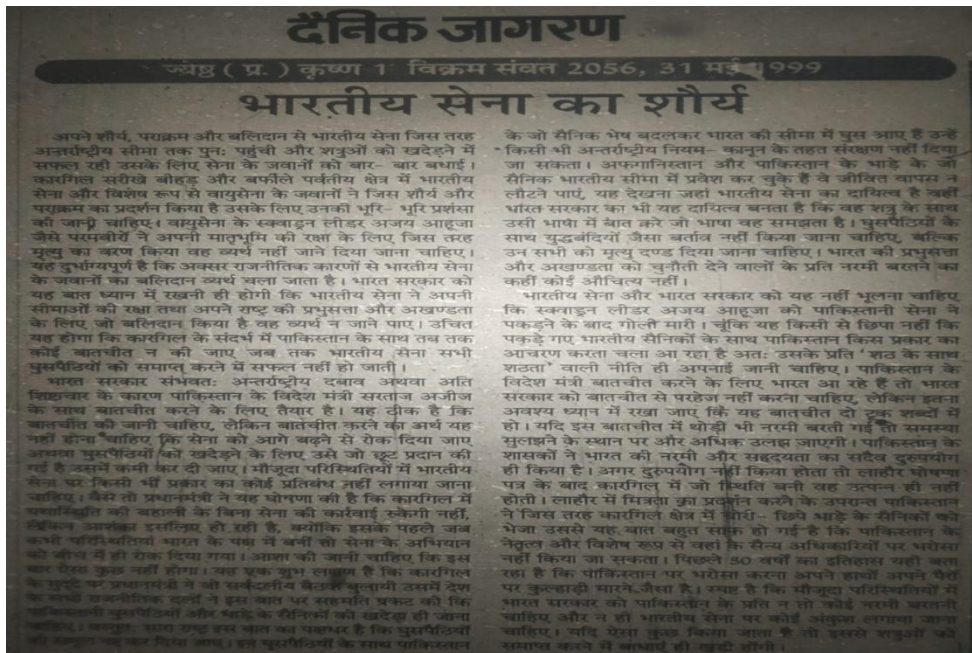 दैनिक जागरण
ज्येष्ठ ( प्र. ) कृष्ण 1 विक्रम संवत 2056, 31 मई 1999
भारतीय सेना का शौर्य
अपने शौर्य, पराक्रम और बलिदान से भारतीय सेना जिस तरह
अन्तर्राष्ट्रीय सीमा तक पुनः पहुंची और शत्रुओं को खदेड़ने में
सफल रही उसके लिए सेना के जवानों को बार- बार बधाई।
कारगिल सरीखे बीहड़ और बर्फीले पर्वतीय क्षेत्र में भारतीय
सेना और विशेष रूप से वायुसेना के जवानों ने जिस शौर्य और
पराक्रम का प्रदर्शन किया है उसके लिए उनकी भूरि- भूरि प्रशंसा
की जानी चाहिए। वायुसेना के स्क्वाड्रन लीडर अजय आहूजा
जैसे परमवीरों ने अपनी मातृभूमि की रक्षा के लिए जिस तरह
मृत्यु का वरण किया वह व्यर्थ नहीं जाने दिया जाना चाहिए।
यह दुर्भाग्यपूर्ण है कि अक्सर राजनीतिक कारणों से भारतीय सेना
के जवानों का बलिदान व्यर्थ चला जाता है। भारत सरकार को
यह बात ध्यान में रखनी ही होगी कि भारतीय सेना ने अपनी
सीमाओं की रक्षा तथा अपने राष्ट्र की प्रभुसत्ता और अखण्डता
के लिए जो बलिदान किया है वह व्यर्थ न जाने पाए। उचित
यह होगा कि कारगिल के संदर्भ में पाकिस्तान के साथ तब तक
कोई बातचीत न की जाए जब तक भारतीय सेना सभी
घुसपैठियों को समाप्त करने में सफल नहीं हो जाती।
भारत सरकार संभवतः अन्तर्राष्ट्रीय दबाव अथवा अति
शिष्टाचार के कारण पाकिस्तान के विदेश मंत्री सरताज अजीज
के साथ बातचीत करने के लिए तैयार है। यह ठीक है कि
बातचीत की जानी चाहिए, लेकिन बातचीत करने का अर्थ यह
नहीं होना चाहिए कि सेना को आगे बढ़ने से रोक दिया जाए
अथवा घुसपैठियों को खदेड़ने के लिए उसे जो छूट प्रदान की
गई है उसमें कमी कर दी जाए। मौजूदा परिस्थितियों में भारतीय
सेना पर किसी भी प्रकार का कोई प्रतिबंध नहीं लगाया जाना
चाहिए। वैसे तो प्रधानमंत्री ने यह घोषणा की है कि कारगिल में
यथास्थिति की बहाली के बिना सेना की कार्रवाई रुकेगी नहीं,
लेकिन आशंका इसलिए हो रही है, क्योंकि इसके पहले जब
कभी परिस्थितियां भारत के पक्ष में बनीं तो सेना के अभियान
को बीच में ही रोक दिया गया। आशा की जानी चाहिए कि इस
बार ऐसा कुछ नहीं होगा। यह एक शुभ लक्षण है कि कारगिल
के मुद्दे पर प्रधानमंत्री ने जो सर्वदलीय बैठक बुलायी उसमें देश
के सभी राजनीतिक दलों ने इस बात पर सहमति प्रकट की कि
पाकिस्तानी घुसपैठियों और भाड़े के सैनिकों को खदेड़ा ही जाना
चाहिए। वस्तुतः सारा राष्ट्र इस बात का पक्षधर है कि घुसपैठियों
दिया जाए। इन घुसपैठियों के साथ पाकिस्तान
के जो सैनिक भेष बदलकर भारत की सीमा में घुस आए हैं उन्हें
किसी भी अन्तर्राष्ट्रीय नियम- कानून के तहत संरक्षण नहीं दिया
जा सकता। अफगानिस्तान और पाकिस्तान के भाड़े के जो
सैनिक भारतीय सीमा में प्रवेश कर चुके हैं वे जीवित वापस न
लौटने पाएं, यह देखना जहां भारतीय सेना का दायित्व है वहीं
भारत सरकार का भी यह दायित्व बनता है कि वह शत्रु के साथ
उसी भाषा में बात करे जो भाषा वह समझता है। घुसपैठियों के
साथ युद्धबंदियों जैसा बर्ताव नहीं किया जाना चाहिए, बल्कि
उन सभी को मृत्यु दण्ड दिया जाना चाहिए। भारत की प्रभुसत्ता
और अखण्डता को चुनौती देने वालों के प्रति नरमी बरतने का
कहीं कोई औचित्य नहीं।
भारतीय सेना और भारत सरकार को यह नहीं भूलना चाहिए
कि स्क्वाड्रन लीडर अजय आहूजा को पाकिस्तानी सेना ने
पकड़ने के बाद गोली मारी। चूंकि यह किसी से छिपा नहीं कि
पकड़े गए भारतीय सैनिकों के साथ पाकिस्तान किस प्रकार का
आचरण करता चला आ रहा है अतः उसके प्रति 'शठ के साथ
शठता' वाली नीति ही अपनाई जानी चाहिए। पाकिस्तान के
विदेश मंत्री बातचीत करने के लिए भारत आ रहे हैं तो भारत
सरकार को बातचीत से परहेज नहीं करना चाहिए, लेकिन इतना
अवश्य ध्यान में रखा जाए कि यह बातचीत दो टूक शब्दों में
हो। यदि इस बातचीत में थोड़ी भी नरमी बरती गई तो समस्या
सुलझने के स्थान पर और अधिक उलझ जाएगी। पाकिस्तान के
शासकों ने भारत की नरमी और सहृदयता का सदैव दुरुपयोग
ही किया है। अगर दुरुपयोग नहीं किया होता तो लाहौर घोषणा
पत्र के बाद कारगिल में जो स्थिति बनी वह उत्पन्न ही नहीं
होती। लाहौर में मित्रता का प्रदर्शन करने के उपरान्त पाकिस्तान
ने जिस तरह कारगिल क्षेत्र में चोरी- छिपे भाड़े के सैनिकों को
भेजा उससे यह बात बहुत साफ हो गई है कि पाकिस्तान के
नेतृत्व और विशेष रूप से वहां के सैन्य अधिकारियों पर भरोसा
नहीं किया जा सकता। पिछले 50 वर्षों का इतिहास यही बता
रहा है कि पाकिस्तान पर भरोसा करना अपने हाथों अपने पैरों
पर कुल्हाड़ी मारने जैसा है। स्पष्ट है कि मौजूदा परिस्थितियों में
भारत सरकार को पाकिस्तान के प्रति न तो कोई नरमी बरतनी
चाहिए और न ही भारतीय सेना पर कोई अंकुश लगाया जाना
चाहिए। यदि ऐसा कुछ किया जाता है तो इससे शत्रुओं को
समाप्त करने में बाधाएं ही खड़ी होंगी।